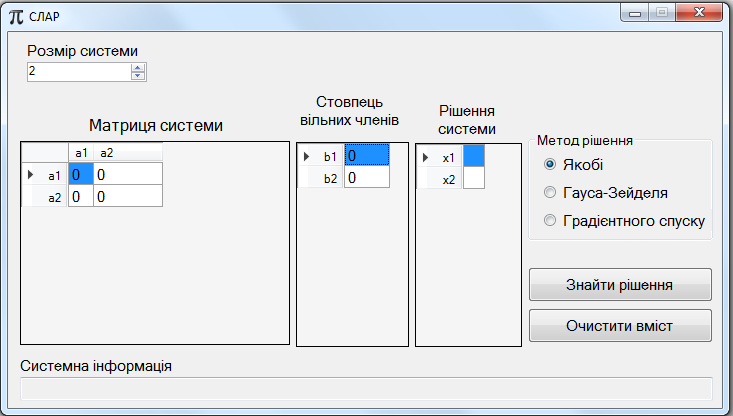 π СЛАР
Розмір системи
2
Матриця системи
a1 a2
a1 0 0
a2 0 0
Стовпець
вільних членів
b1 0
b2 0
Рішення
системи
x1
x2
Метод рішення
Якобі
Гауса-Зейделя
Градієнтного спуску
Знайти рішення
Очистити вміст
Системна інформація